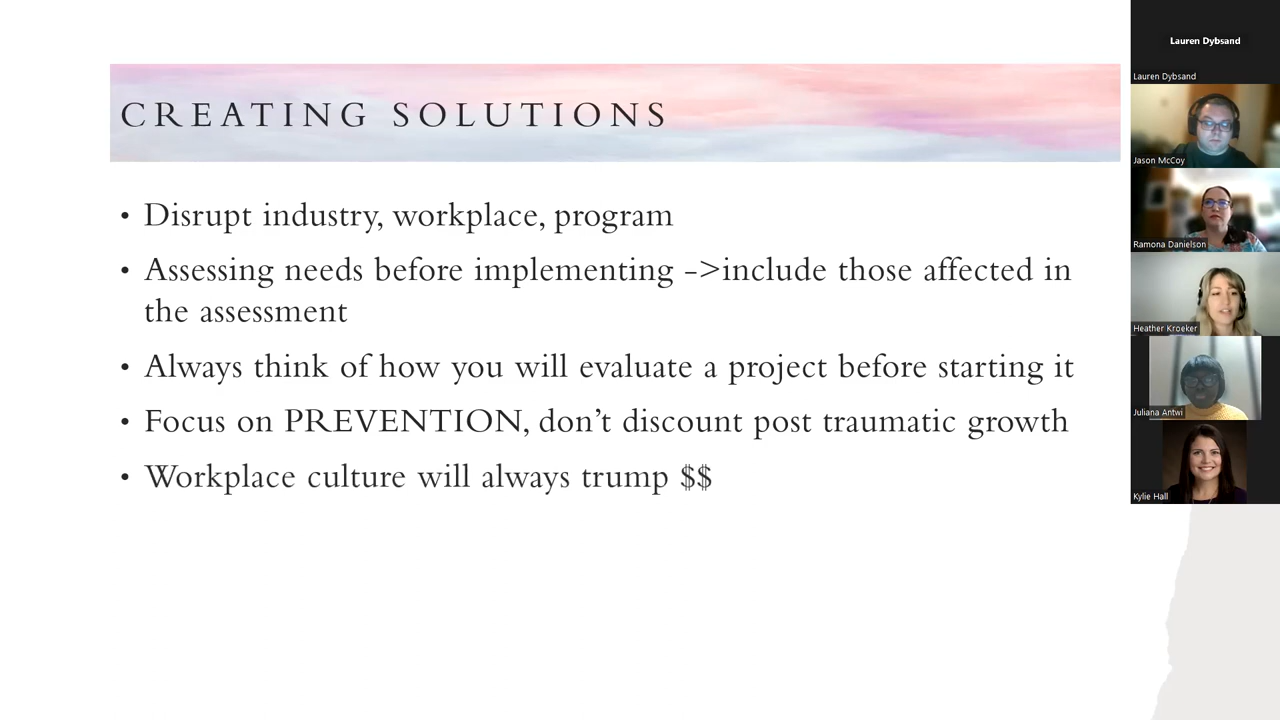 CREATING SOLUTIONS
• Disrupt industry, workplace, program
• Assessing needs before implementing ->include those affected in
the assessment
• Always think of how you will evaluate a project before starting it
• Focus on PREVENTION, don’t discount post traumatic growth
• Workplace culture will always trump $$
Lauren Dybsand
Lauren Dybsand
Jason McCoy
Ramona Danielson
Heather Kroeker
Juliana Antwi
Kylie Hall